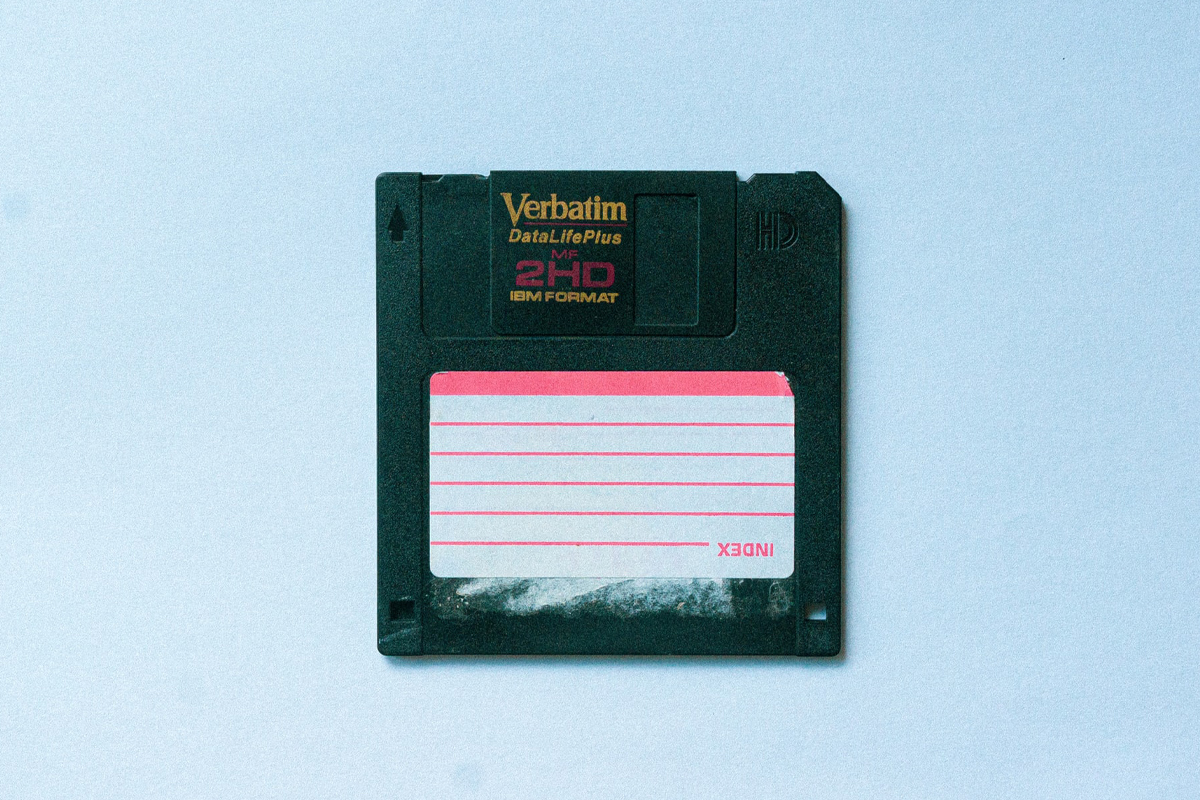 Verbatim
DataLifePlus
MF
2HD
IBM FORMAT
HD
INDEX